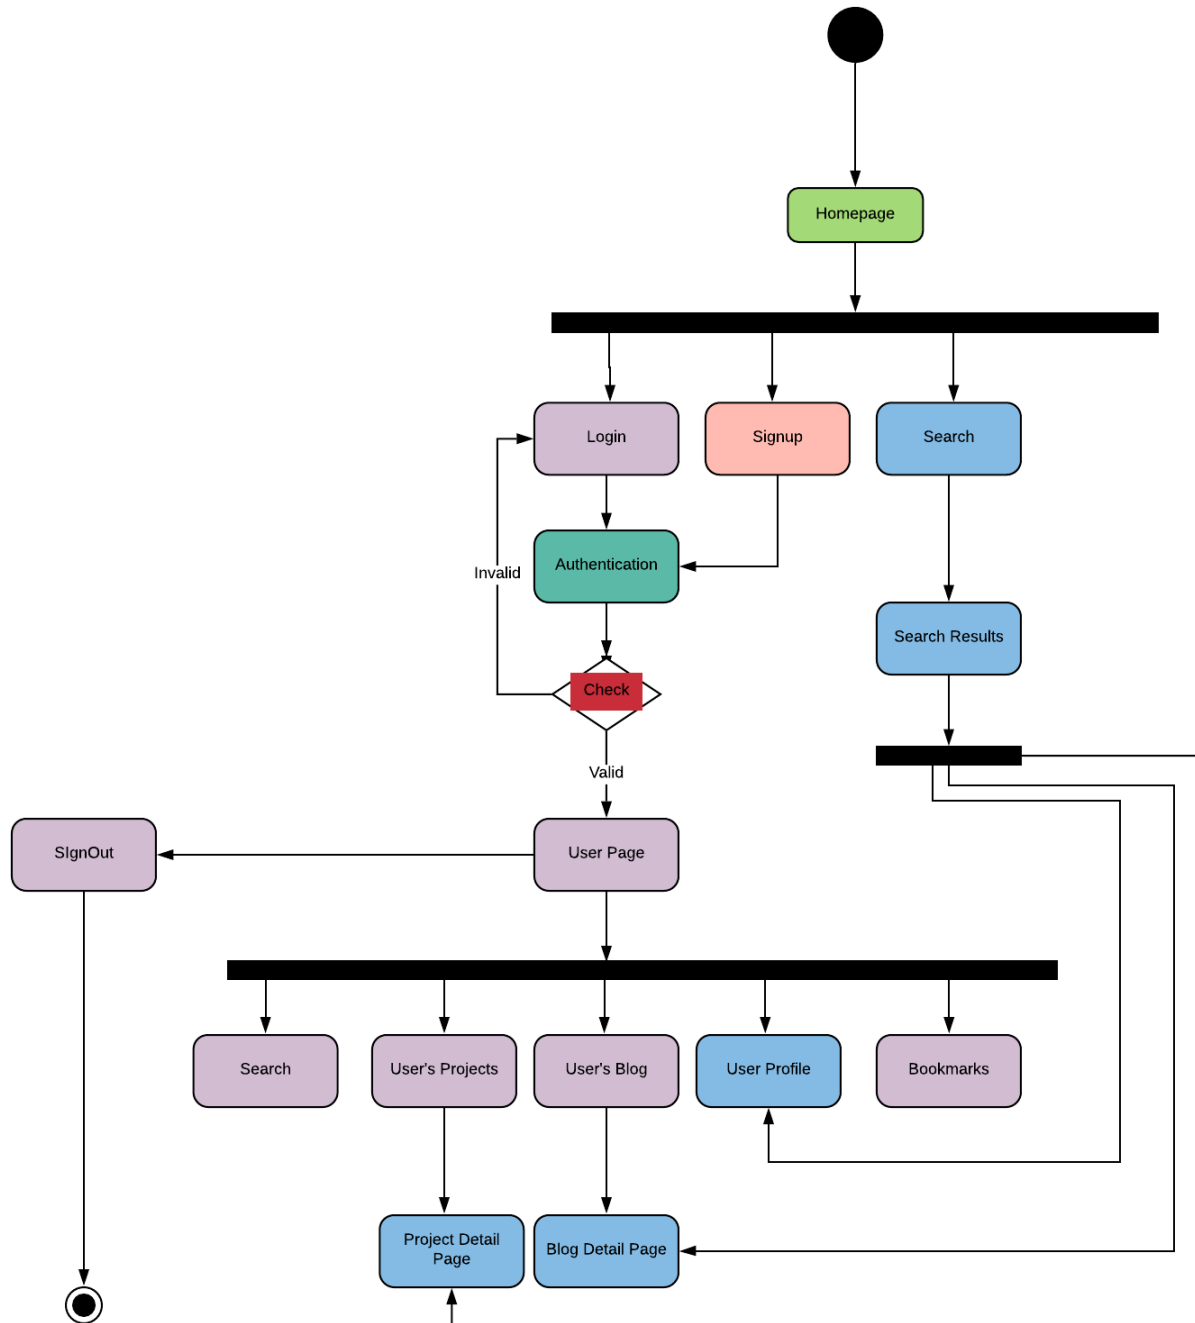 Homepage
Login
Signup
Search
Authentication
Invalid
Search Results
Check
Valid
SIgnOut
User Page
Search
User's Projects
User's Blog
User Profile
Bookmarks
Project Detail
Page
Blog Detail Page